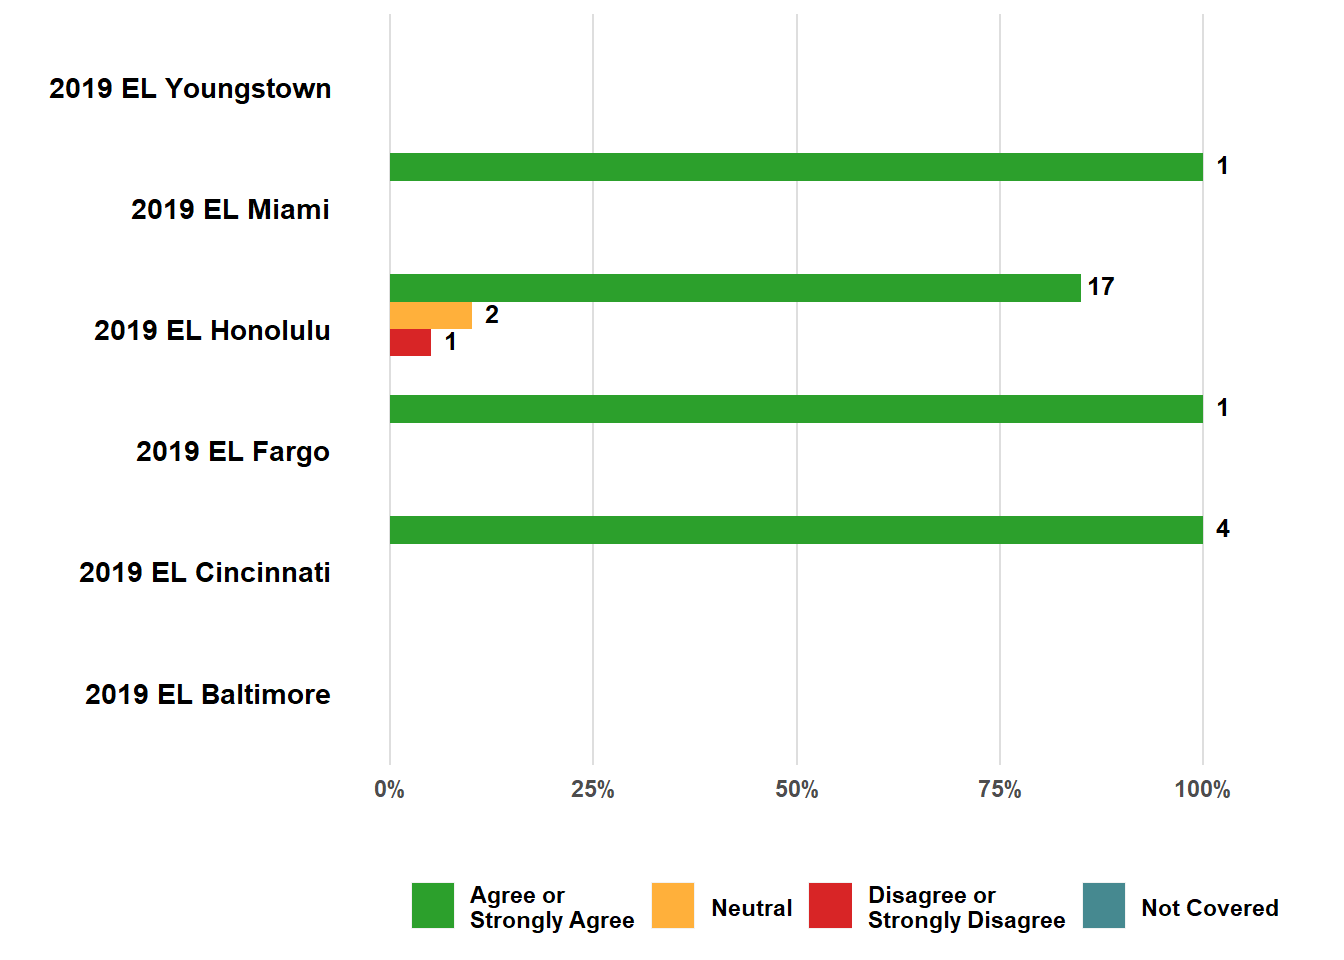 2019 EL Youngstown
1
2019 EL Miami
17
2
2019 EL Honolulu
1
1
2019 EL Fargo
4
2019 EL Cincinnati
2019 EL Baltimore
0% 25% 50% 75% 100%
Agree or
Strongly Agree
Neutral
Disagree or
Strongly Disagree
Not Covered